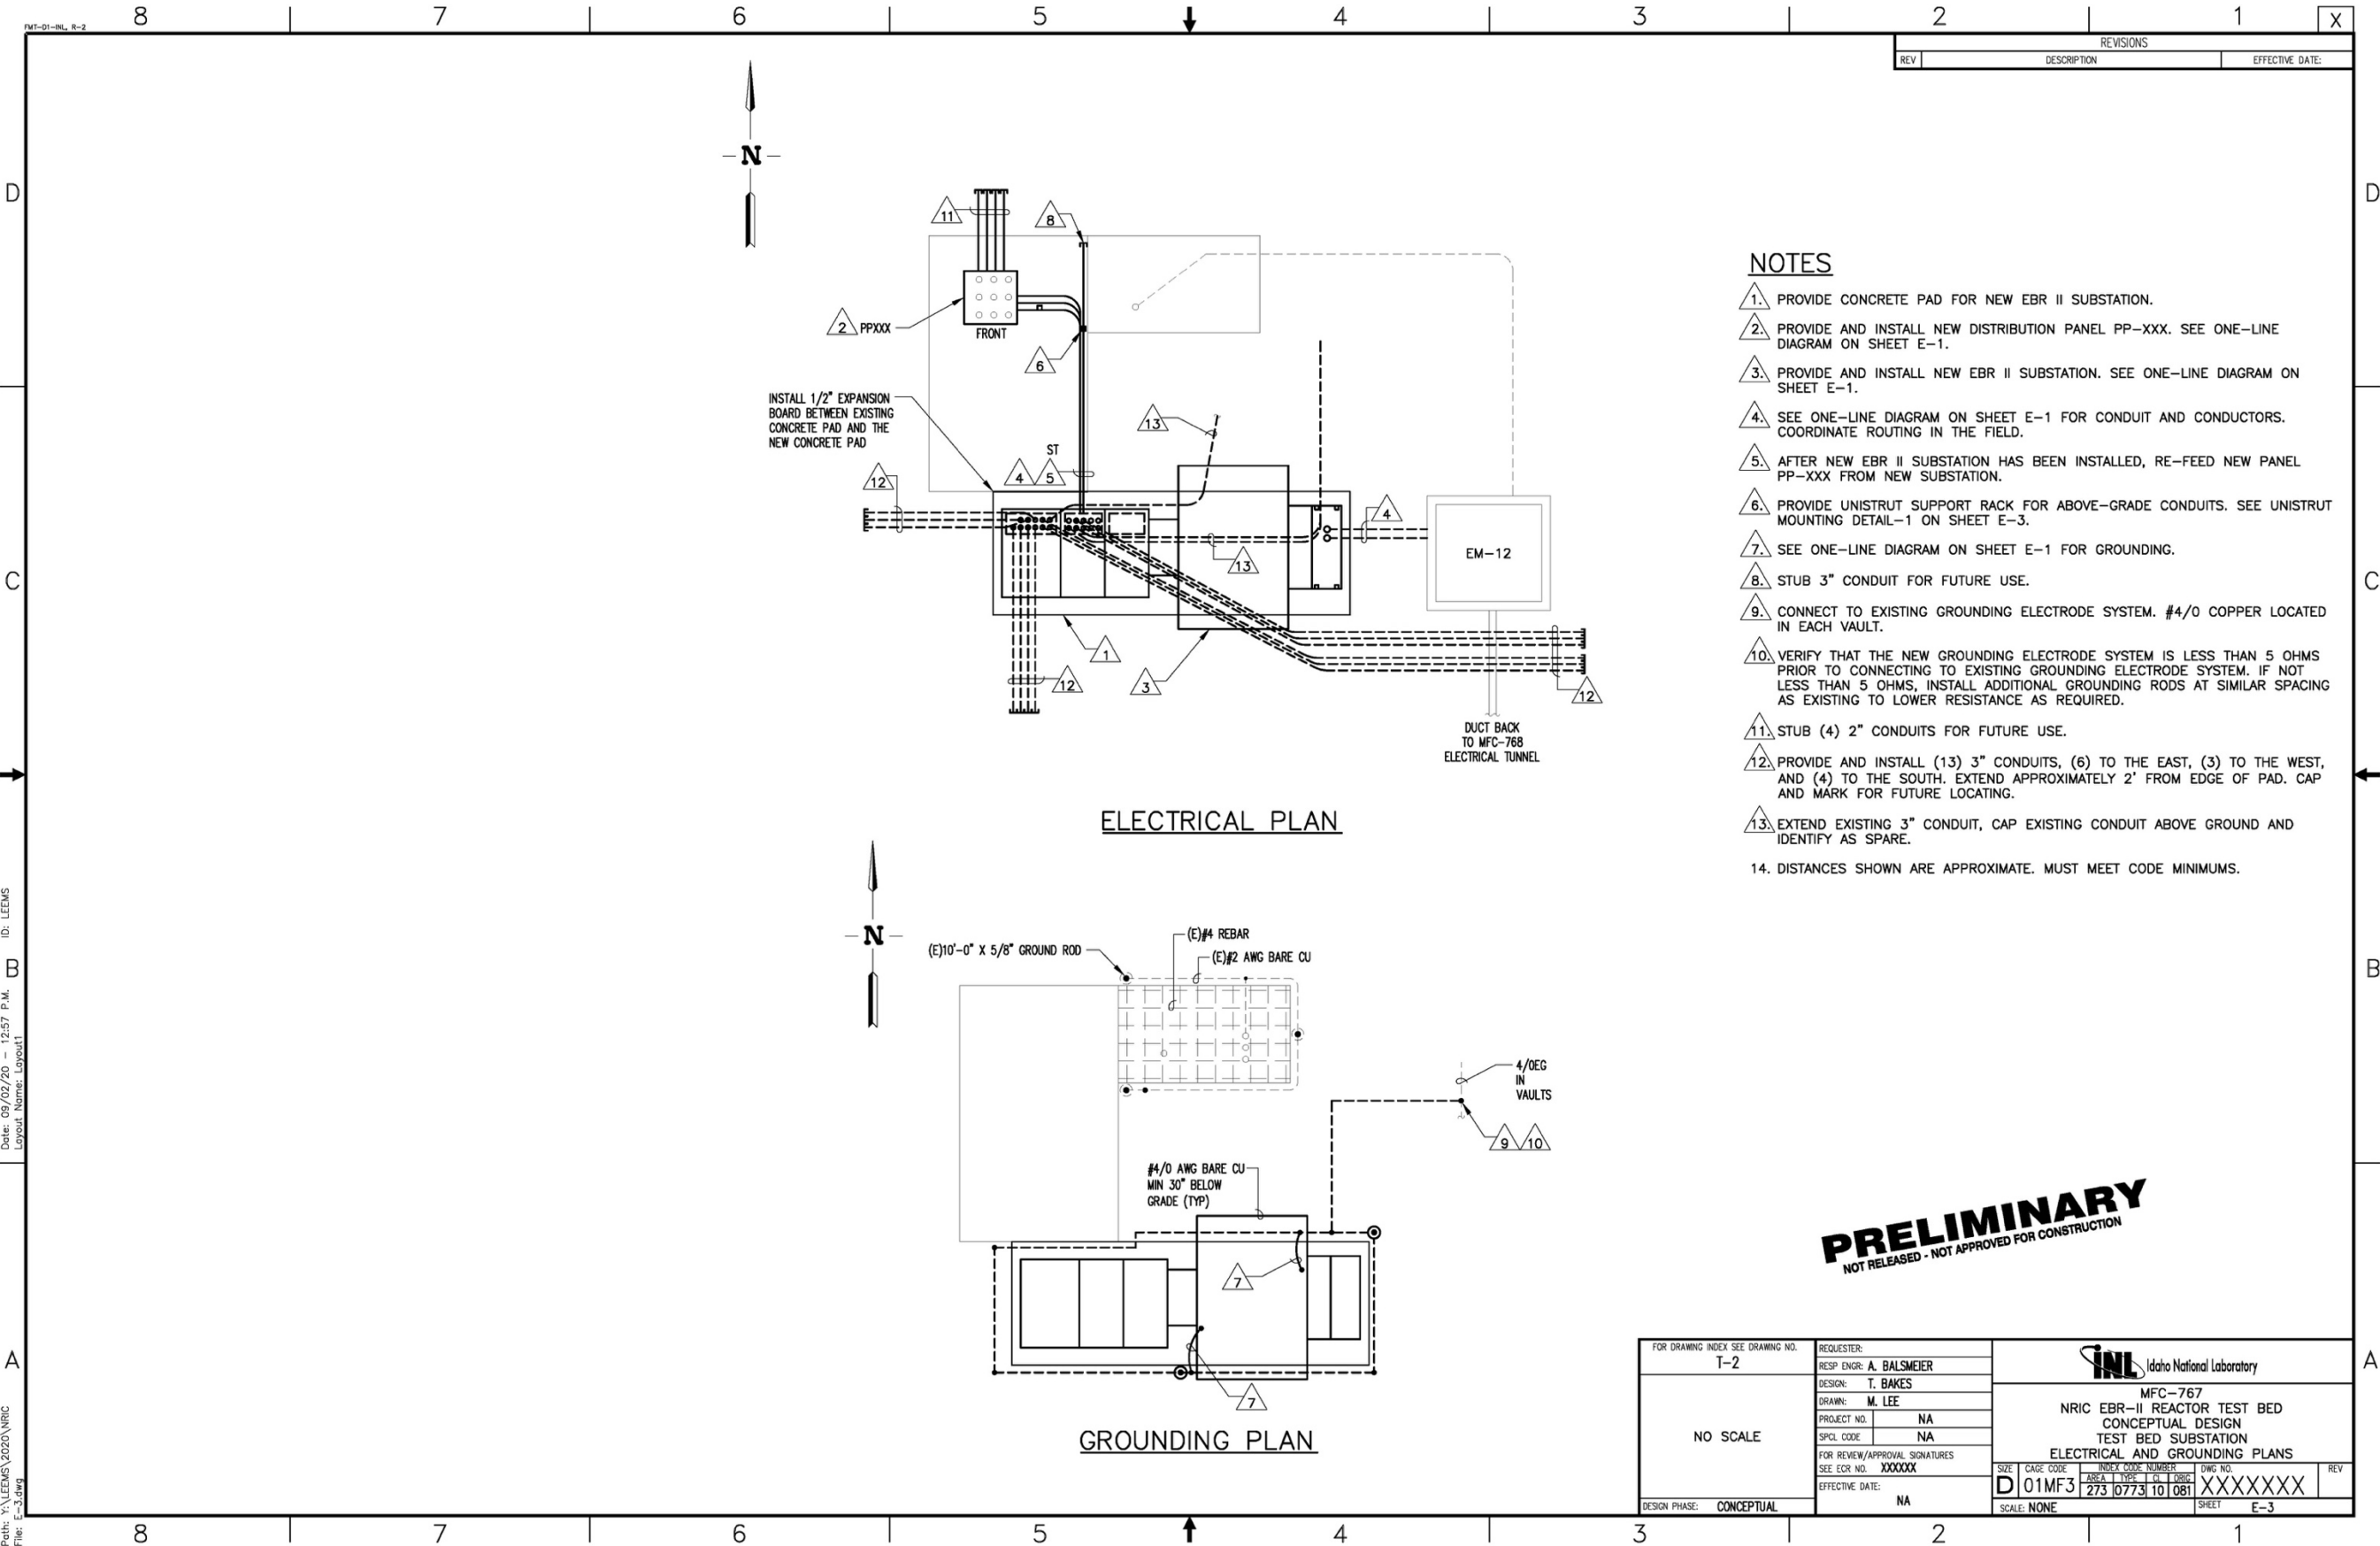 8 7 6 5 4 3 2 1 X
FMT-D1-INL, R-2
REVISIONS
REV DESCRIPTION EFFECTIVE DATE:
D
D
C
C
B
B
A
A
N
11
8
2 PPXXX
FRONT
6
INSTALL 1/2" EXPANSION
BOARD BETWEEN EXISTING
CONCRETE PAD AND THE
NEW CONCRETE PAD
13
ST
4 5
12
4
13
EM-12
1
12
3
12
DUCT BACK
TO MFC-768
ELECTRICAL TUNNEL
ELECTRICAL PLAN
NOTES
1. PROVIDE CONCRETE PAD FOR NEW EBR II SUBSTATION.
2. PROVIDE AND INSTALL NEW DISTRIBUTION PANEL PP-XXX. SEE ONE-LINE
DIAGRAM ON SHEET E-1.
3. PROVIDE AND INSTALL NEW EBR II SUBSTATION. SEE ONE-LINE DIAGRAM ON
SHEET E-1.
4. SEE ONE-LINE DIAGRAM ON SHEET E-1 FOR CONDUIT AND CONDUCTORS.
COORDINATE ROUTING IN THE FIELD.
5. AFTER NEW EBR II SUBSTATION HAS BEEN INSTALLED, RE-FEED NEW PANEL
PP-XXX FROM NEW SUBSTATION.
6. PROVIDE UNISTRUT SUPPORT RACK FOR ABOVE-GRADE CONDUITS. SEE UNISTRUT
MOUNTING DETAIL-1 ON SHEET E-3.
7. SEE ONE-LINE DIAGRAM ON SHEET E-1 FOR GROUNDING.
8. STUB 3" CONDUIT FOR FUTURE USE.
9. CONNECT TO EXISTING GROUNDING ELECTRODE SYSTEM. #4/0 COPPER LOCATED
IN EACH VAULT.
10. VERIFY THAT THE NEW GROUNDING ELECTRODE SYSTEM IS LESS THAN 5 OHMS
PRIOR TO CONNECTING TO EXISTING GROUNDING ELECTRODE SYSTEM. IF NOT
LESS THAN 5 OHMS, INSTALL ADDITIONAL GROUNDING RODS AT SIMILAR SPACING
AS EXISTING TO LOWER RESISTANCE AS REQUIRED.
11. STUB (4) 2" CONDUITS FOR FUTURE USE.
12. PROVIDE AND INSTALL (13) 3" CONDUITS, (6) TO THE EAST, (3) TO THE WEST,
AND (4) TO THE SOUTH. EXTEND APPROXIMATELY 2' FROM EDGE OF PAD. CAP
AND MARK FOR FUTURE LOCATING.
13. EXTEND EXISTING 3" CONDUIT, CAP EXISTING CONDUIT ABOVE GROUND AND
IDENTIFY AS SPARE.
14. DISTANCES SHOWN ARE APPROXIMATE. MUST MEET CODE MINIMUMS.
N
(E)10'-0" X 5/8" GROUND ROD
(E)#4 REBAR
(E)#2 AWG BARE CU
4/0EG
IN
VAULTS
9 10
#4/0 AWG BARE CU
MIN 30" BELOW
GRADE (TYP)
7
7
GROUNDING PLAN
PRELIMINARY
NOT RELEASED - NOT APPROVED FOR CONSTRUCTION
FOR DRAWING INDEX SEE DRAWING NO.
T-2
NO SCALE
DESIGN PHASE: CONCEPTUAL
REQUESTER:
RESP ENGR: A. BALSMEIER
DESIGN: T. BAKES
DRAWN: M. LEE
PROJECT NO. NA
SPCL CODE NA
FOR REVIEW/APPROVAL SIGNATURES
SEE ECR NO. XXXXXX
EFFECTIVE DATE:
NA
INL Idaho National Laboratory
MFC-767
NRIC EBR-II REACTOR TEST BED
CONCEPTUAL DESIGN
TEST BED SUBSTATION
ELECTRICAL AND GROUNDING PLANS
SIZE CAGE CODE INDEX CODE NUMBER DWG NO. REV
AREA TYPE CL ORIG
D 01MF3 273 0773 10 081 XXXXXXX
SCALE: NONE SHEET E-3
Date: 09/02/20 - 12:57 P.M. ID: LEEMS
Layout Name: Layout1
Path: Y:\LEEMS\2020\NRIC
File: E-3.dwg
8 7 6 5 4 3 2 1